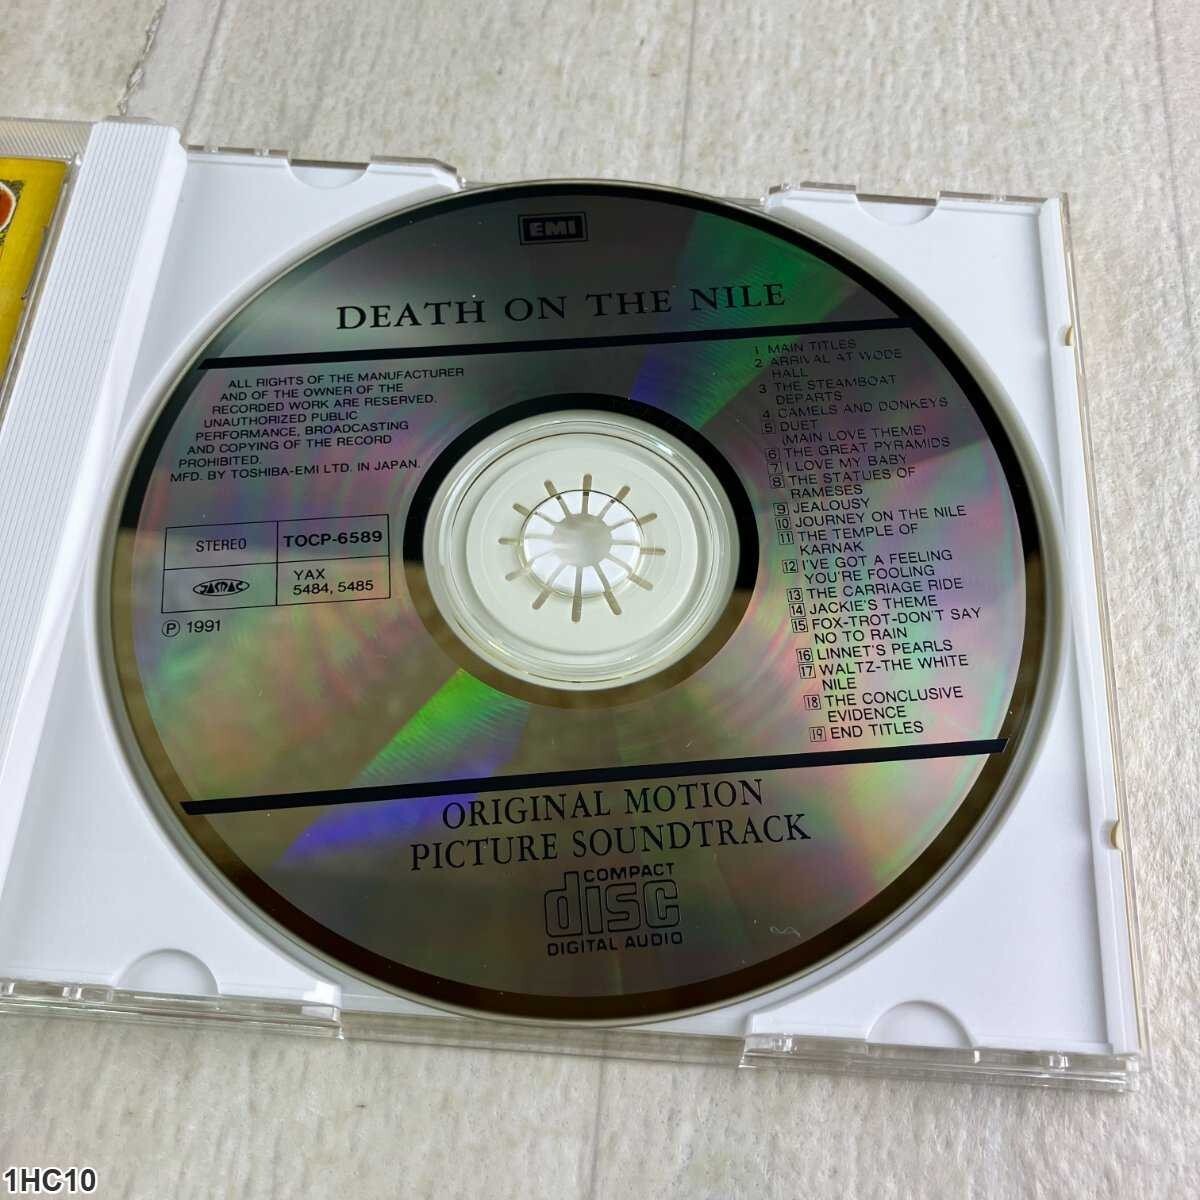 EMI
DEATH ON THE NILE
ALL RIGHTS OF THE MANUFACTURER
AND OF THE OWNER OF THE
RECORDED WORK ARE RESERVED.
UNAUTHORIZED PUBLIC
PERFORMANCE, BROADCASTING
AND COPYING OF THE RECORD
PROHIBITED.
MFD. BY TOSHIBA-EMI LTD. IN JAPAN.
STEREO
TOCP-6589
JASRAC
YAX
5484, 5485
Ⓟ 1991
1 MAIN TITLES
2 ARRIVAL AT WODE
HALL
3 THE STEAMBOAT
DEPARTS
4 CAMELS AND DONKEYS
5 DUET
(MAIN LOVE THEME)
6 THE GREAT PYRAMIDS
7 I LOVE MY BABY
8 THE STATUES OF
RAMESES
9 JEALOUSY
10 JOURNEY ON THE NILE
11 THE TEMPLE OF
KARNAK
12 I'VE GOT A FEELING
YOU'RE FOOLING
13 THE CARRIAGE RIDE
14 JACKIE'S THEME
15 FOX-TROT-DON'T SAY
NO TO RAIN
16 LINNET'S PEARLS
17 WALTZ-THE WHITE
NILE
18 THE CONCLUSIVE
EVIDENCE
19 END TITLES
ORIGINAL MOTION
PICTURE SOUNDTRACK
COMPACT
disc
DIGITAL AUDIO
1HC10